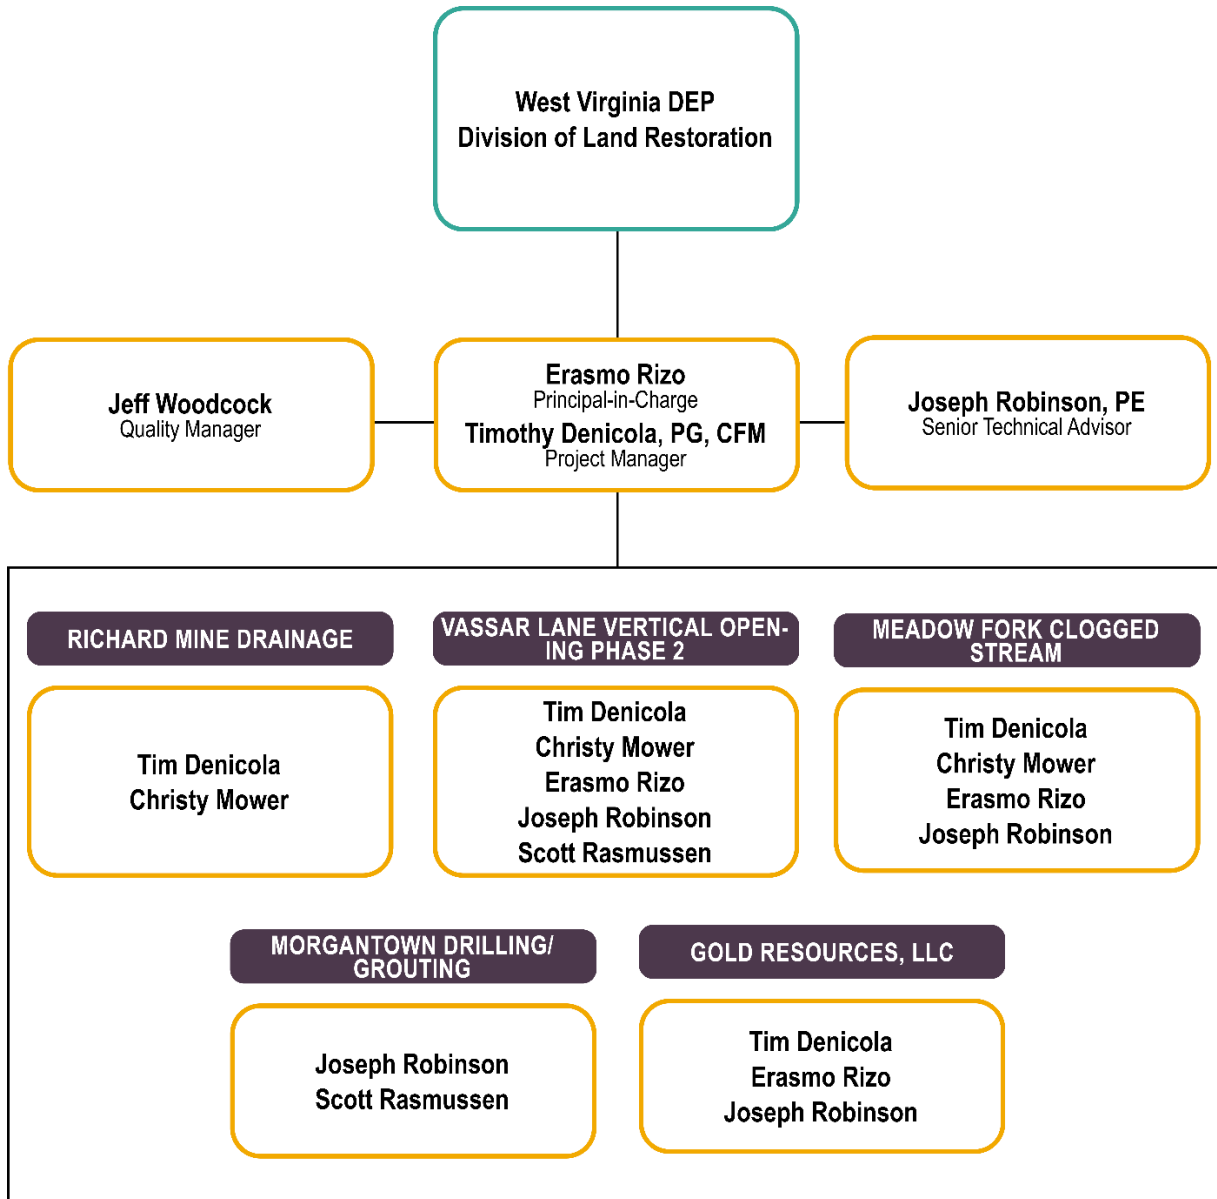 West Virginia DEP
Division of Land Restoration
Jeff Woodcock
Quality Manager
Erasmo Rizo
Principal-in-Charge
Timothy Denicola, PG, CFM
Project Manager
Joseph Robinson, PE
Senior Technical Advisor
RICHARD MINE DRAINAGE
Tim Denicola
Christy Mower
VASSAR LANE VERTICAL OPEN-
ING PHASE 2
Tim Denicola
Christy Mower
Erasmo Rizo
Joseph Robinson
Scott Rasmussen
MEADOW FORK CLOGGED
STREAM
Tim Denicola
Christy Mower
Erasmo Rizo
Joseph Robinson
MORGANTOWN DRILLING/
GROUTING
Joseph Robinson
Scott Rasmussen
GOLD RESOURCES, LLC
Tim Denicola
Erasmo Rizo
Joseph Robinson